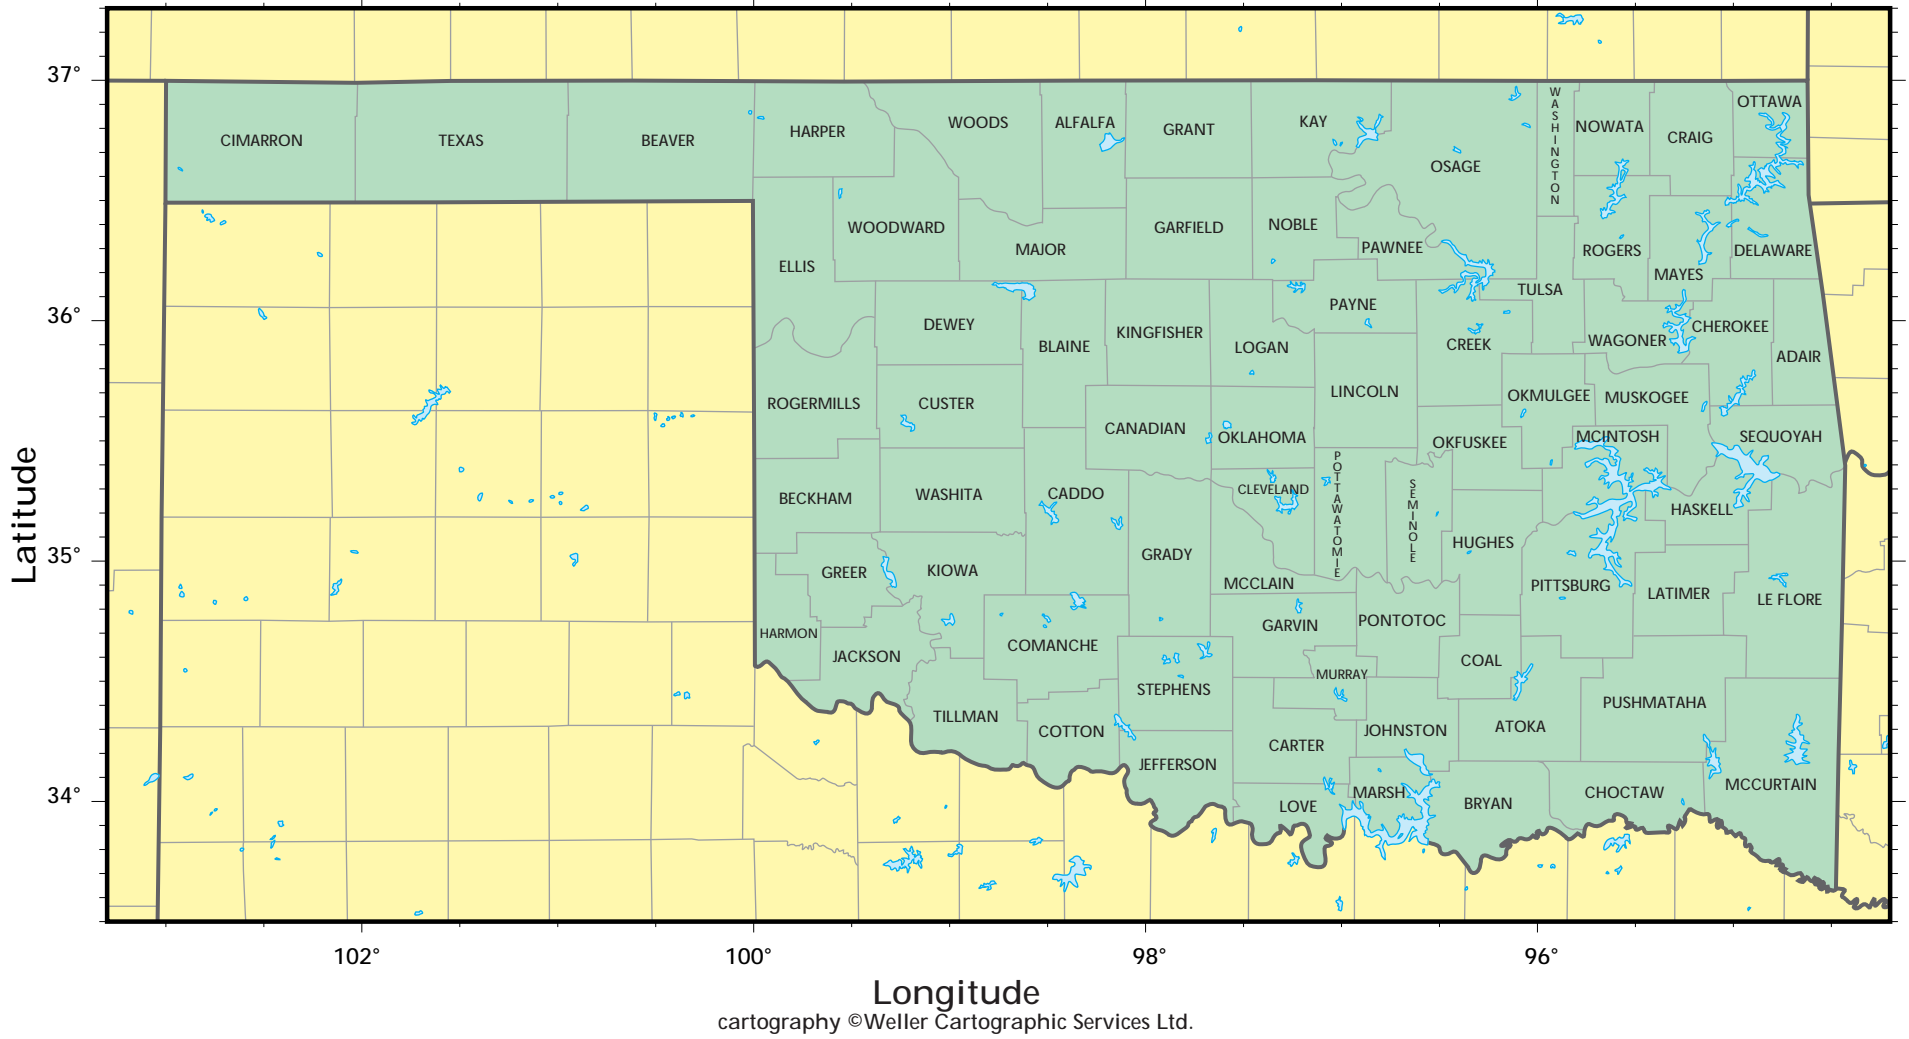 37°
36°
35°
34°
Latitude
CIMARRON
TEXAS
BEAVER
HARPER
WOODS
ALFALFA
GRANT
KAY
OSAGE
WASHINGTON
NOWATA
CRAIG
OTTAWA
ELLIS
WOODWARD
MAJOR
GARFIELD
NOBLE
PAWNEE
ROGERS
MAYES
DELAWARE
TULSA
PAYNE
DEWEY
BLAINE
KINGFISHER
LOGAN
CREEK
WAGONER
CHEROKEE
ADAIR
LINCOLN
OKMULGEE
MUSKOGEE
ROGERMILLS
CUSTER
CANADIAN
OKLAHOMA
OKFUSKEE
MCINTOSH
SEQUOYAH
BECKHAM
WASHITA
CADDO
CLEVELAND
POTTAWATOMIE
SEMINOLE
HASKELL
GRADY
HUGHES
GREER
KIOWA
MCCLAIN
PITTSBURG
LATIMER
LE FLORE
HARMON
JACKSON
COMANCHE
GARVIN
PONTOTOC
COAL
MURRAY
STEPHENS
TILLMAN
COTTON
JOHNSTON
ATOKA
PUSHMATAHA
CARTER
JEFFERSON
LOVE
MARSH
BRYAN
CHOCTAW
MCCURTAIN
102°
100°
98°
96°
Longitude
cartography ©Weller Cartographic Services Ltd.